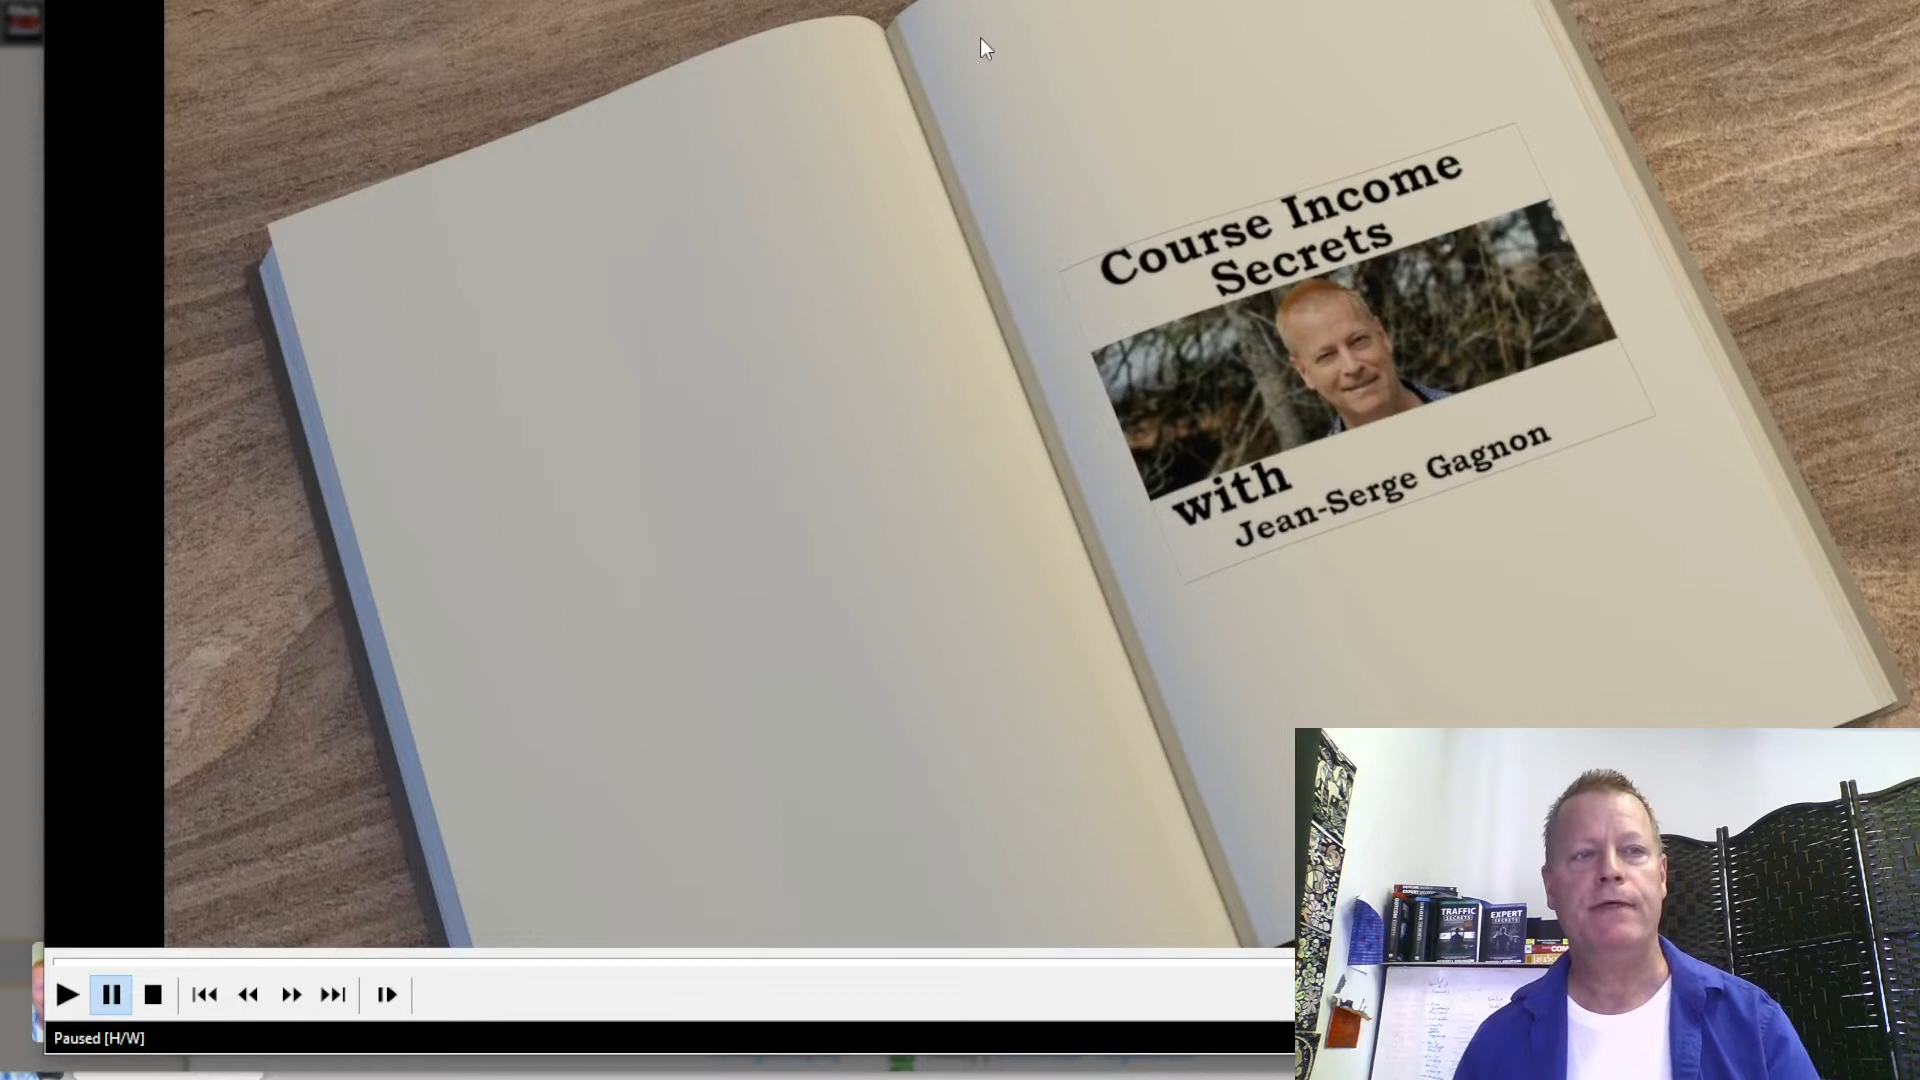 Course Income
Secrets
with
Jean-Serge Gagnon
TRAFFIC
SECRETS
EXPERT
SECRETS
Paused [H/W]